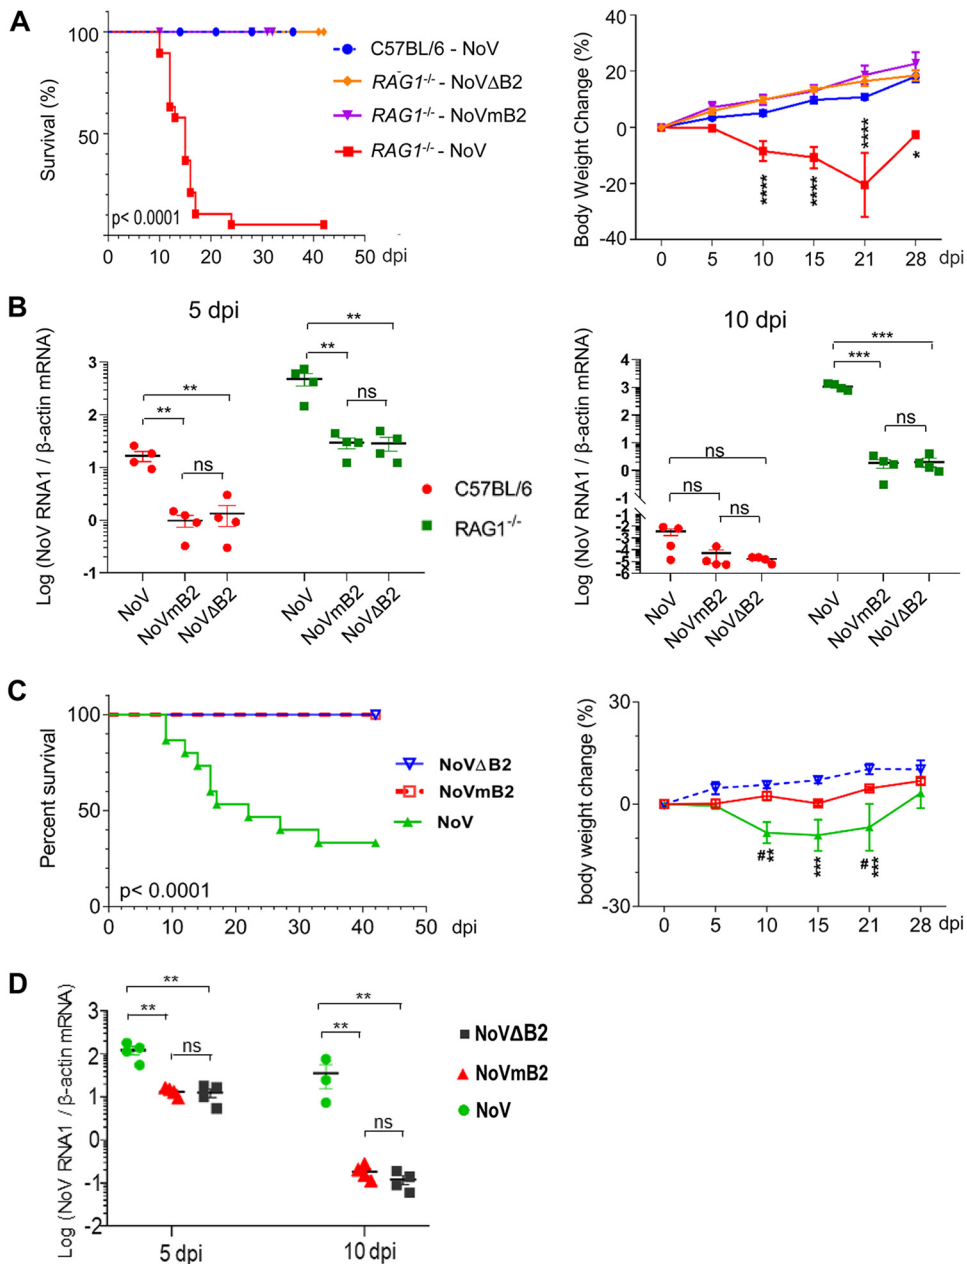 A
Survival (%)
100
50
p< 0.0001
0
10
20
30
40
50
dpi
C57BL/6 - NoV
RAG1-/- - NoVΔB2
RAG1-/- - NoVmB2
RAG1-/- - NoV
Body Weight Change (%)
40
20
0
-20
-40
****
****
****
*
0
5
10
15
21
28
dpi
B
5 dpi
Log (NoV RNA1 / β-actin mRNA)
3
2
1
0
-1
**
**
ns
**
**
ns
NoV
NoVmB2
NoVΔB2
NoV
NoVmB2
NoVΔB2
C57BL/6
RAG1-/-
10 dpi
Log (NoV RNA1 / β-actin mRNA)
4
3
2
1
0
-1
-1
-2
-3
-4
-5
-6
ns
ns
ns
***
***
ns
NoV
NoVmB2
NoVΔB2
NoV
NoVmB2
NoVΔB2
C
Percent survival
100
50
0
p< 0.0001
0
10
20
30
40
50
dpi
NoVΔB2
NoVmB2
NoV
body weight change (%)
30
0
-30
#
**
***
#
***
0
5
10
15
21
28
dpi
D
Log (NoV RNA1 / β-actin mRNA)
3
2
1
0
-1
-2
**
**
ns
**
**
ns
5 dpi
10 dpi
NoVΔB2
NoVmB2
NoV